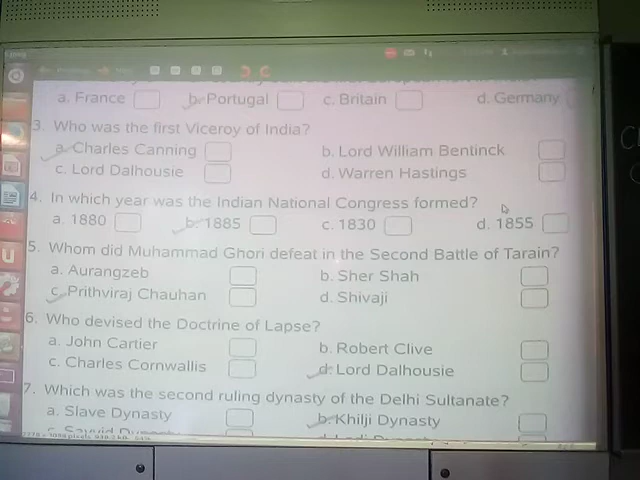 a. France b. Portugal c. Britain d. Germany
3. Who was the first Viceroy of India?
a. Charles Canning b. Lord William Bentinck
c. Lord Dalhousie d. Warren Hastings
4. In which year was the Indian National Congress formed?
a. 1880 b. 1885 c. 1830 d. 1855
5. Whom did Muhammad Ghori defeat in the Second Battle of Tarain?
a. Aurangzeb b. Sher Shah
c. Prithviraj Chauhan d. Shivaji
6. Who devised the Doctrine of Lapse?
a. John Cartier b. Robert Clive
c. Charles Cornwallis d. Lord Dalhousie
7. Which was the second ruling dynasty of the Delhi Sultanate?
a. Slave Dynasty b. Khilji Dynasty